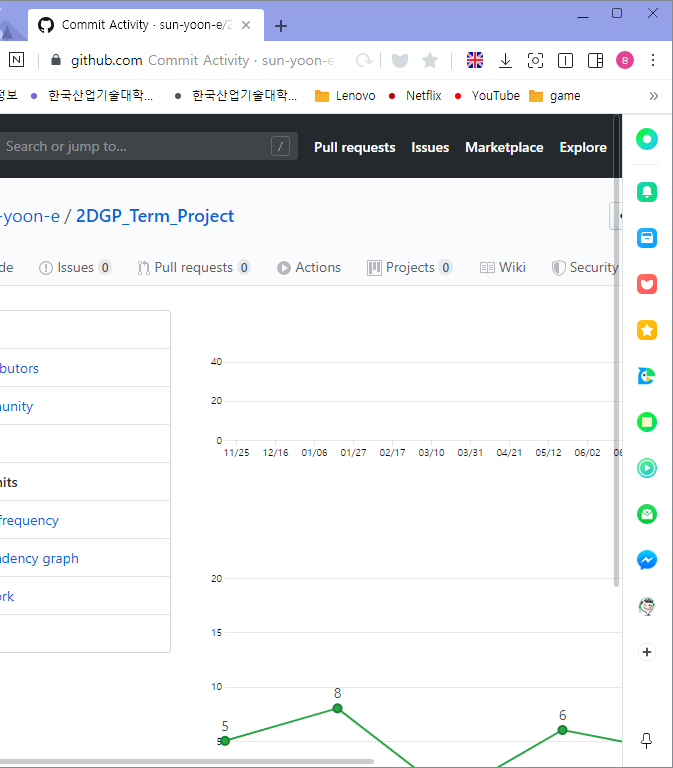 Commit Activity · sun-yoon-e/2
N
github.com Commit Activity · sun-yoon-e
8
정보 한국산업기술대학... 한국산업기술대학... Lenovo Netflix YouTube game
Search or jump to... /
Pull requests Issues Marketplace Explore
-yoon-e / 2DGP_Term_Project
de Issues 0 Pull requests 0 Actions Projects 0 Wiki Security
butors
unity
nits
frequency
ndency graph
ork
40
20
0
11/25 12/16 01/06 01/27 02/17 03/10 03/31 04/21 05/12 06/02 06
20
15
10
8
6
5
5